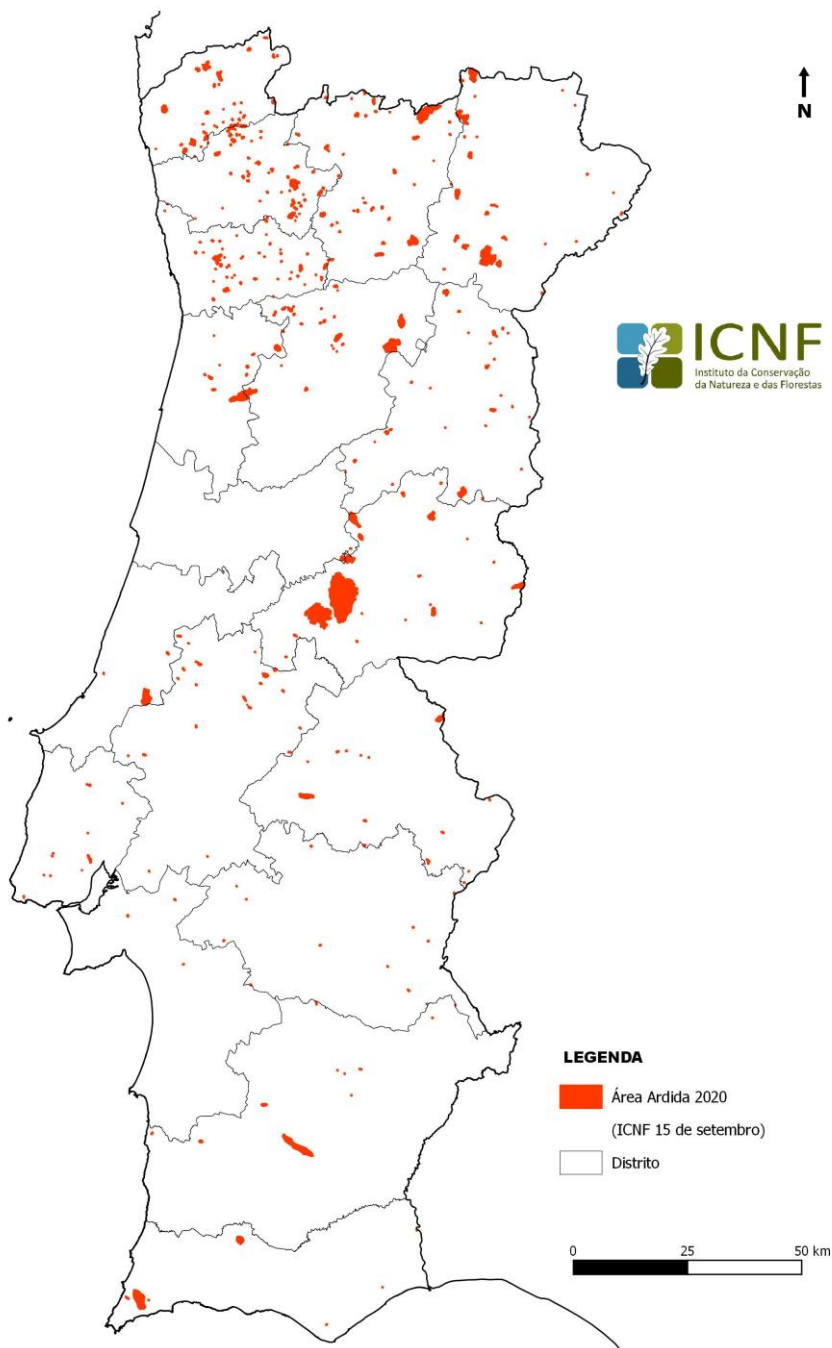 N
ICNF
Instituto da Conservação
da Natureza e das Florestas
LEGENDA
Área Ardida 2020
(ICNF 15 de setembro)
Distrito
0 25 50 km